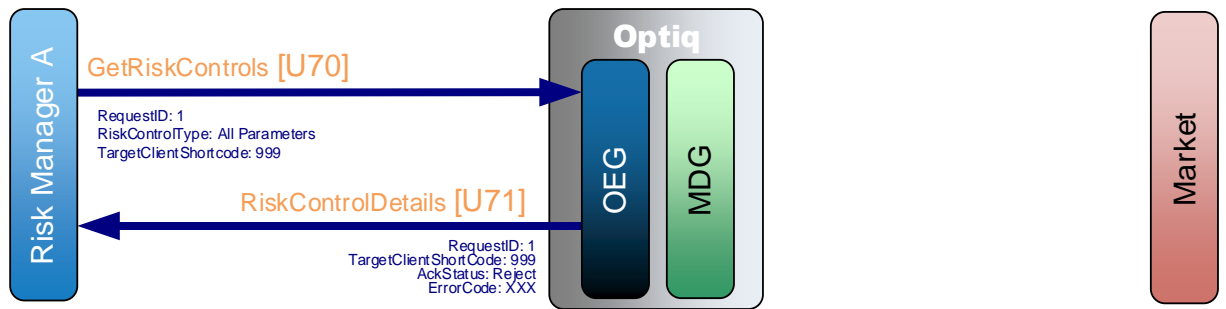 Risk Manager A
GetRiskControls [U70]
RequestID: 1
RiskControlType: All Parameters
TargetClientShortcode: 999
RiskControlDetails [U71]
RequestID: 1
TargetClientShortCode: 999
AckStatus: Reject
ErrorCode: XXX
Optiq
OEG
MDG
Market